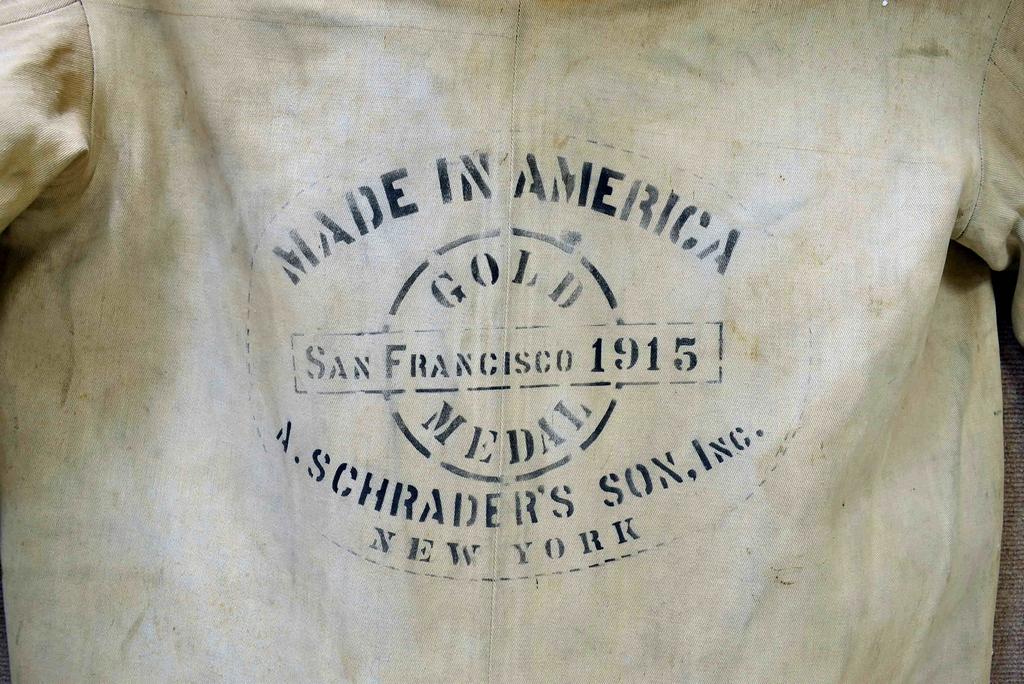 MADE IN AMERICA
GOLD
SAN FRANCISCO 1915
MEDAL
A. SCHRADER'S SON, INC.
NEW YORK